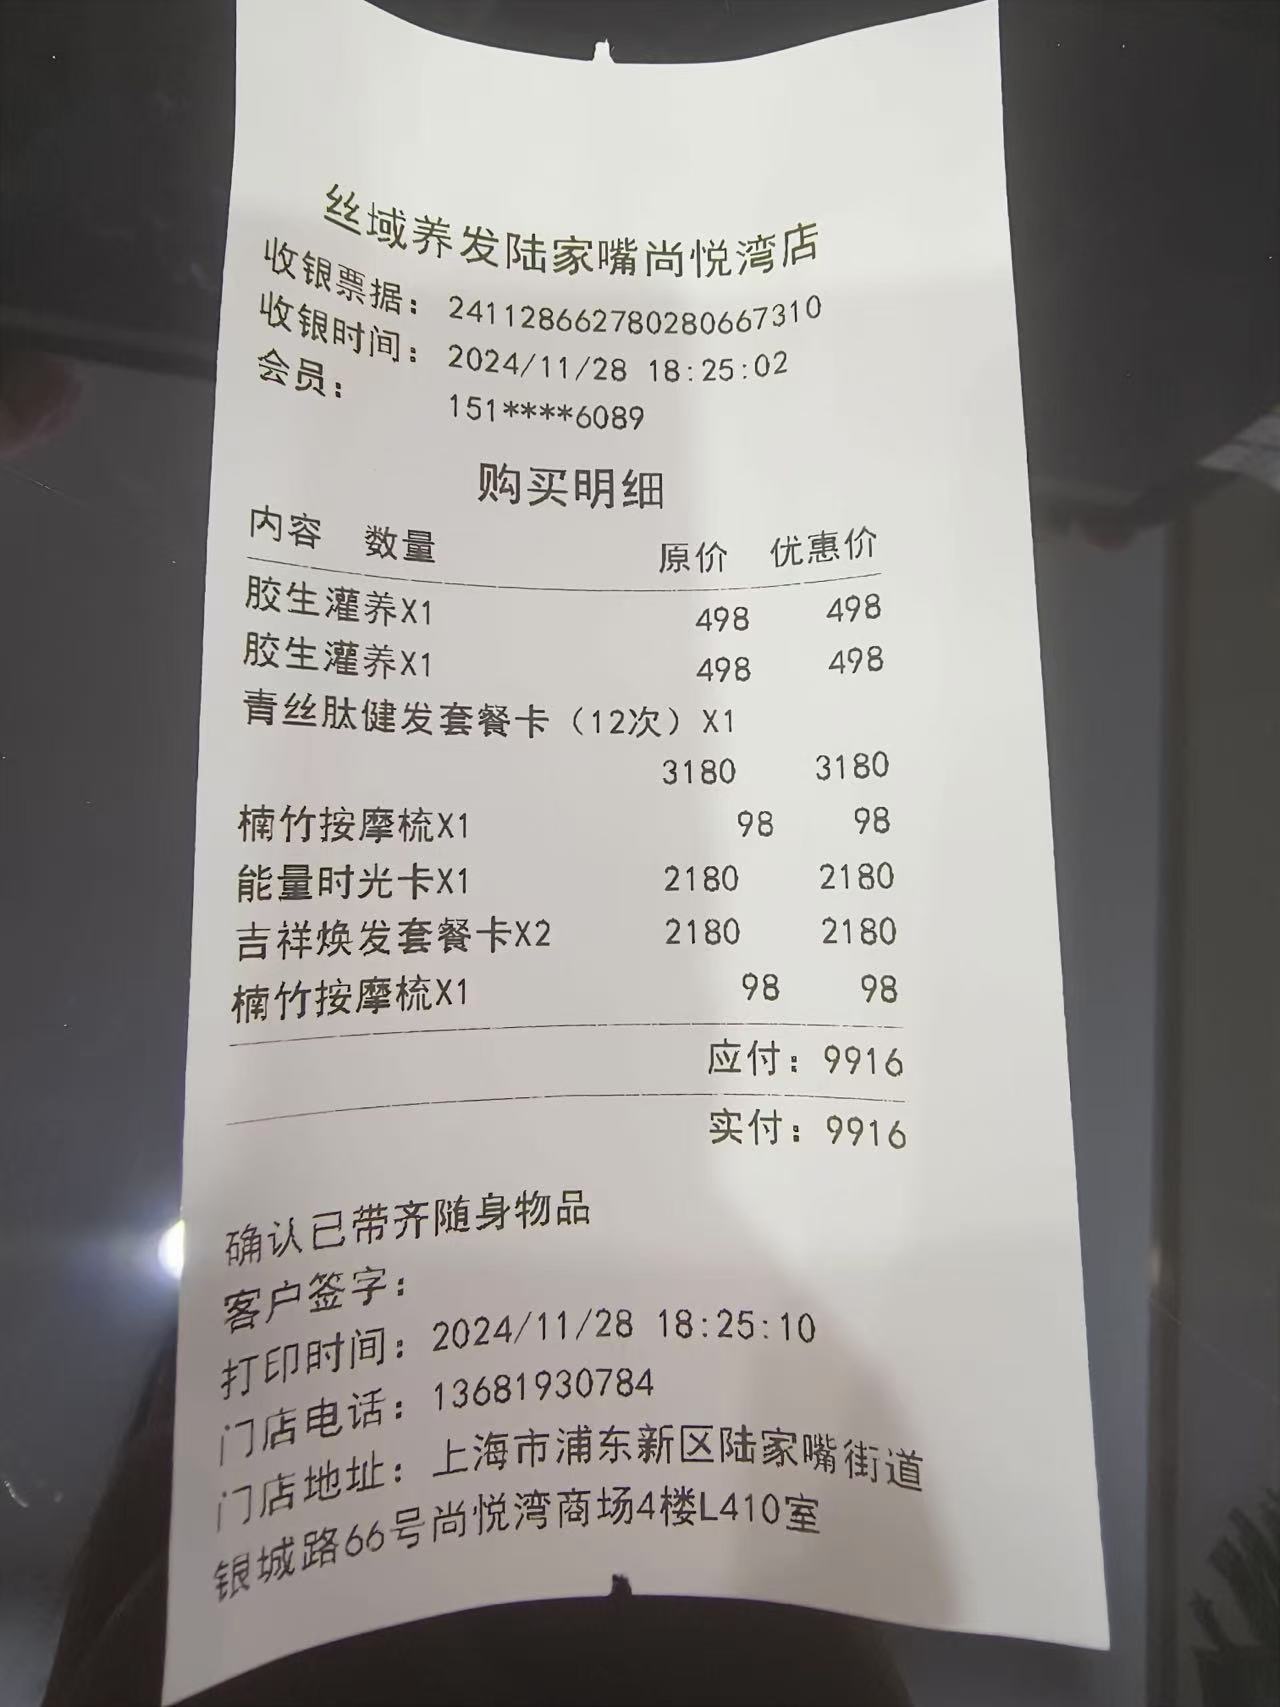 丝域养发陆家嘴尚悦湾店
收银票据： 241128662780280667310
收银时间： 2024/11/28 18:25:02
会员： 151****6089
购买明细
内容 数量 原价 优惠价
胶生灌养X1 498 498
胶生灌养X1 498 498
青丝肽健发套餐卡（12次）X1
3180 3180
楠竹按摩梳X1 98 98
能量时光卡X1 2180 2180
吉祥焕发套餐卡X2 2180 2180
楠竹按摩梳X1 98 98
应付：9916
实付：9916
确认已带齐随身物品
客户签字：
打印时间：2024/11/28 18:25:10
门店电话：13681930784
门店地址：上海市浦东新区陆家嘴街道
银城路66号尚悦湾商场4楼L410室